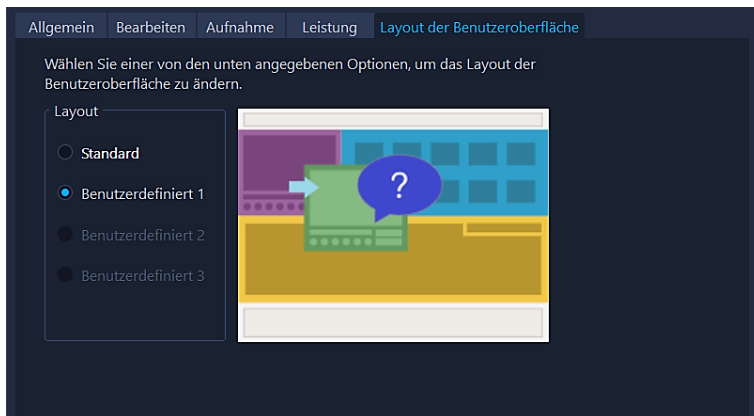 Allgemein Bearbeiten Aufnahme Leistung Layout der Benutzeroberfläche
Wählen Sie einer von den unten angegebenen Optionen, um das Layout der
Benutzeroberfläche zu ändern.
Layout
Standard
Benutzerdefiniert 1
Benutzerdefiniert 2
Benutzerdefiniert 3
?